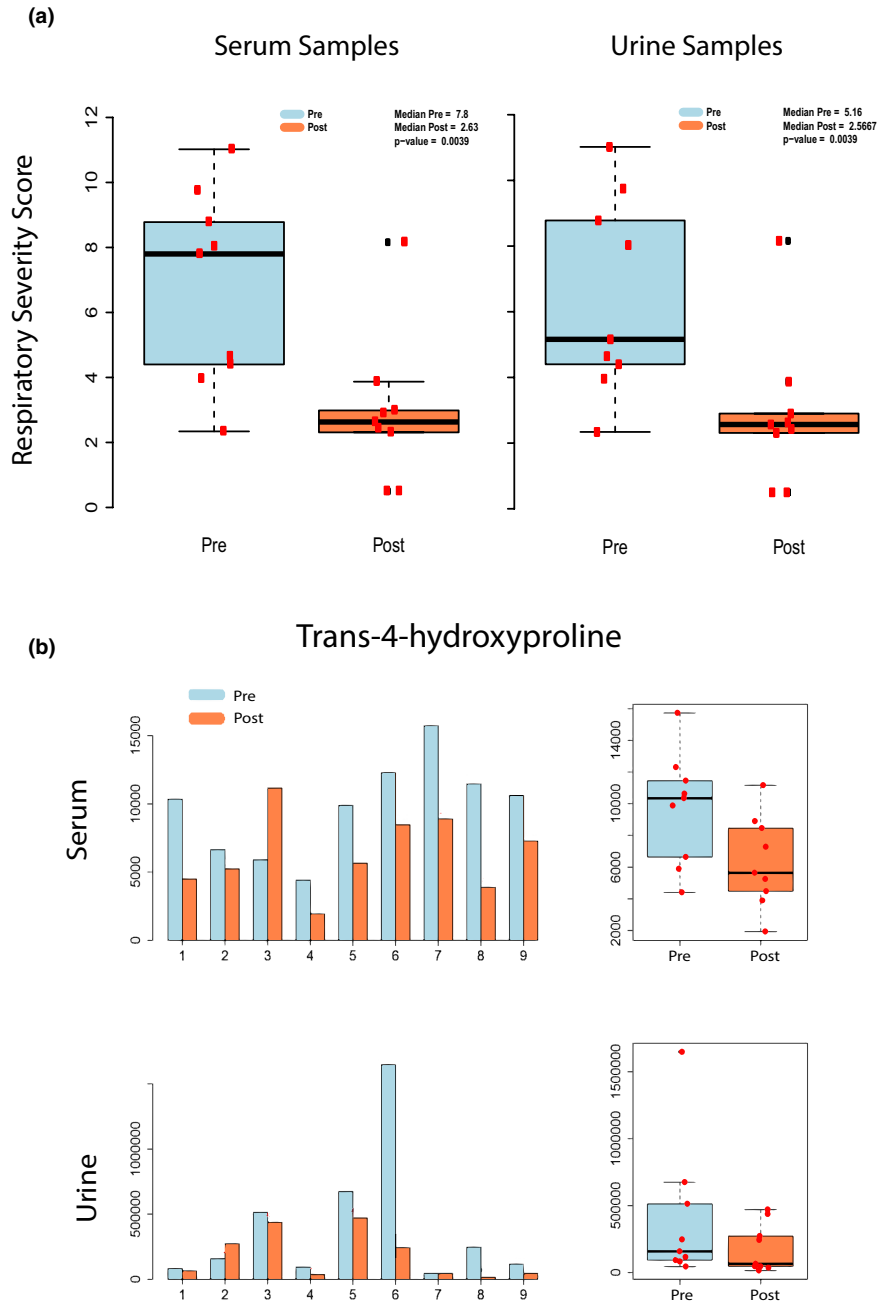 (a)
Serum Samples
Urine Samples
Pre
Post
Median Pre = 7.8
Median Post = 2.63
p-value = 0.0039
Pre
Post
Median Pre = 5.16
Median Post = 2.5667
p-value = 0.0039
Respiratory Severity Score
12
10
8
6
4
2
0
Pre
Post
Pre
Post
(b)
Trans-4-hydroxyproline
Pre
Post
Serum
15000
10000
5000
0
1 2 3 4 5 6 7 8 9
14000
10000
6000
2000
Pre
Post
Urine
1000000
500000
0
1 2 3 4 5 6 7 8 9
1500000
1000000
500000
0
Pre
Post